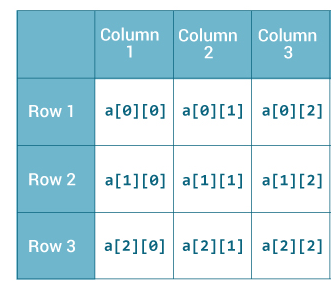 Column 1 Column 2 Column 3
Row 1 a[0][0] a[0][1] a[0][2]
Row 2 a[1][0] a[1][1] a[1][2]
Row 3 a[2][0] a[2][1] a[2][2]